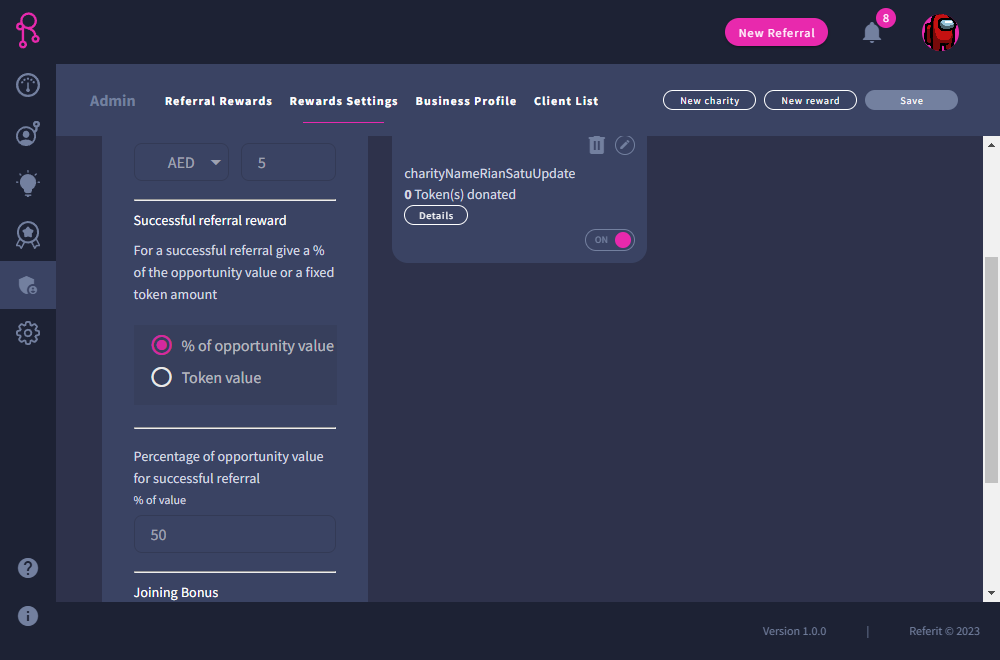 New Referral
8
Admin
Referral Rewards
Rewards Settings
Business Profile
Client List
New charity
New reward
Save
AED
5
Successful referral reward
For a successful referral give a %
of the opportunity value or a fixed
token amount
% of opportunity value
Token value
Percentage of opportunity value
for successful referral
% of value
50
Joining Bonus
charityNameRianSatuUpdate
0 Token(s) donated
Details
ON
Version 1.0.0
|
Referit © 2023